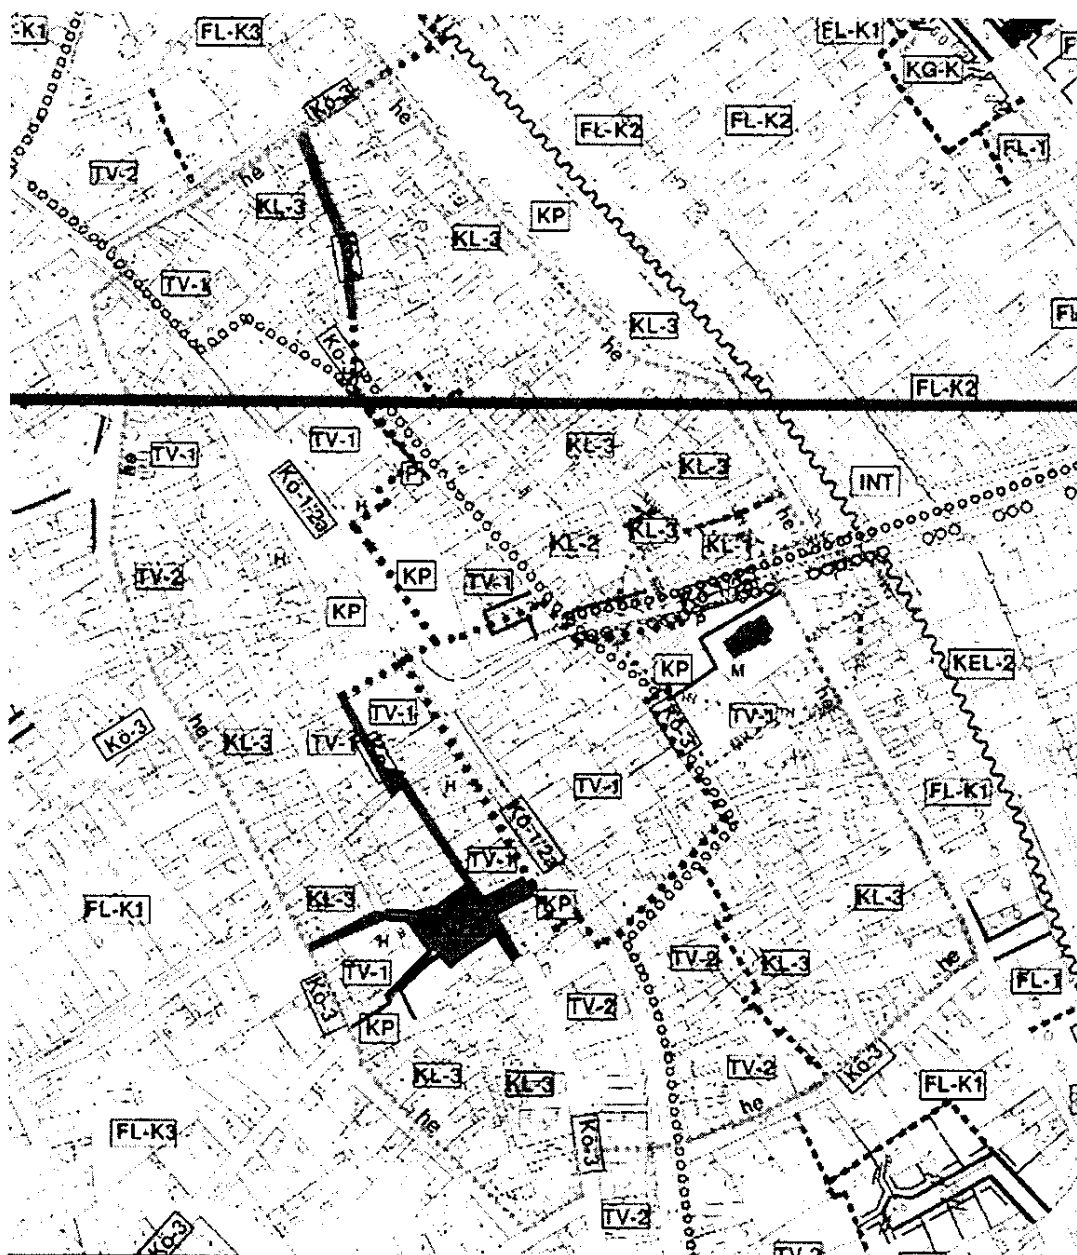 -K1
FL-K3
FL-K1
KG-K
Kö-3
he
FL-K2
FL-K2
FL-1
TV-2
he
KL-3
KP
KL-3
TV-1
KL-3
he
FL-K2
TV-1
KL-3
TV-1
he
KL-3
P
Kö-1/2a
INT
H
he
KL-3
KL-2
KL-1
TV-2
H
KP
TV-1
KP
KP
M
KEL-2
Kö-3
he
TV-1
Kö-3
TV-1
he
KL-3
TV-1
H
TV-1
FL-K1
Kö-1/2a
TV-1
FL-K1
KL-3
KP
KL-3
H
TV-1
TV-2
KL-3
he
FL-1
Kö-3
KP
TV-2
KL-3
KL-3
TV-2
Kö-3
FL-K1
he
he
FL-K3
Kö-3
TV-2
Kö-3
TV-2